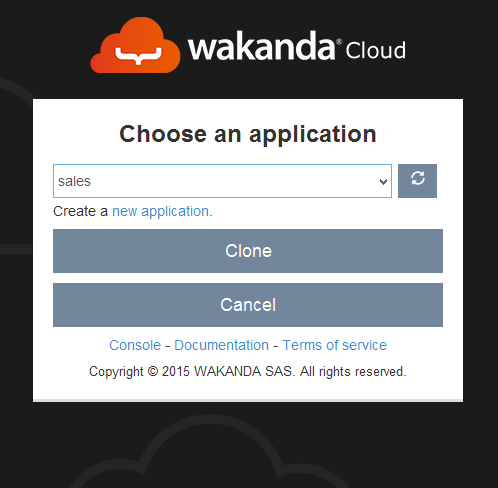 wakanda® Cloud
Choose an application
sales
Create a new application.
Clone
Cancel
Console - Documentation - Terms of service
Copyright © 2015 WAKANDA SAS. All rights reserved.